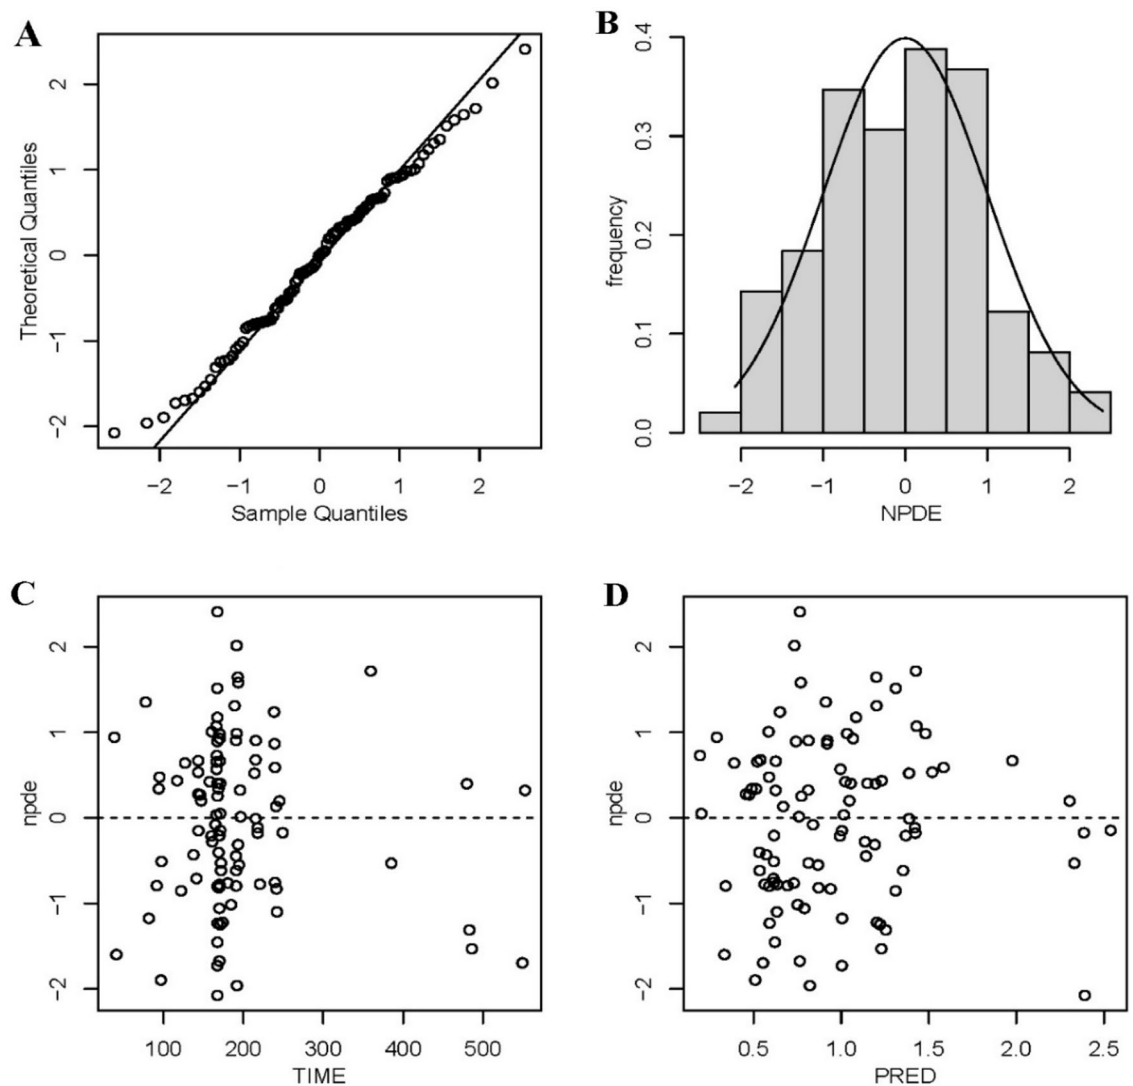 A
Theoretical Quantiles
2
1
0
−1
−2
−2 −1 0 1 2
Sample Quantiles
B
frequency
0.4
0.3
0.2
0.1
0.0
−2 −1 0 1 2
NPDE
C
npde
2
1
0
−1
−2
100 200 300 400 500
TIME
D
npde
2
1
0
−1
−2
0.5 1.0 1.5 2.0 2.5
PRED